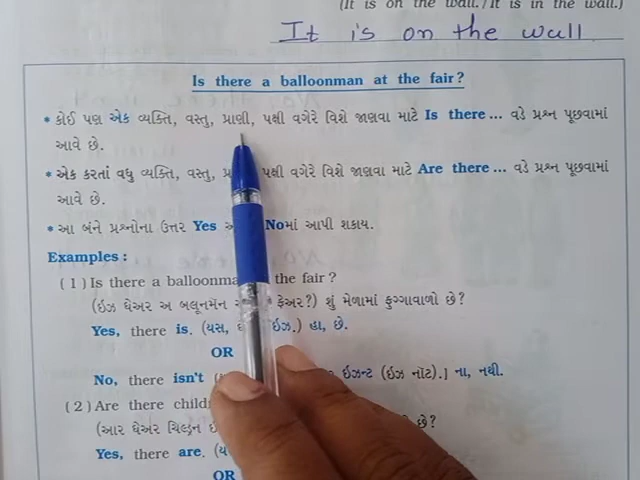 (It is on the wall./It is in the wall.)
It is on the wall
Is there a balloonman at the fair?
* કોઈ પણ એક વ્યક્તિ, વસ્તુ, પ્રાણી, પક્ષી વગેરે વિશે જાણવા માટે Is there... વડે પ્રશ્ન પૂછવામાં
આવે છે.
* એક કરતાં વધુ વ્યક્તિ, વસ્તુ, પક્ષી વગેરે વિશે જાણવા માટે Are there... વડે પ્રશ્ન પૂછવામાં
આવે છે.
* આ બંને પ્રશ્નોના ઉત્તર Yes Noમાં આપી શકાય.
Examples :
(1) Is there a the fair?
(ઇઝ ધેઅર અ બલૂનમૅન ફેઅર?) શું મેળામાં ફુગ્ગાવાળો છે?
Yes, there is. (યસ, ઇઝ.) હા, છે.
OR
No, there isn't ઇઝન્ટ (ઇઝ નૉટ).] ના, નથી.
(2) Are there
(આર ધેઅર ચિલ્ડ્રન છે?
Yes, there are.
OR